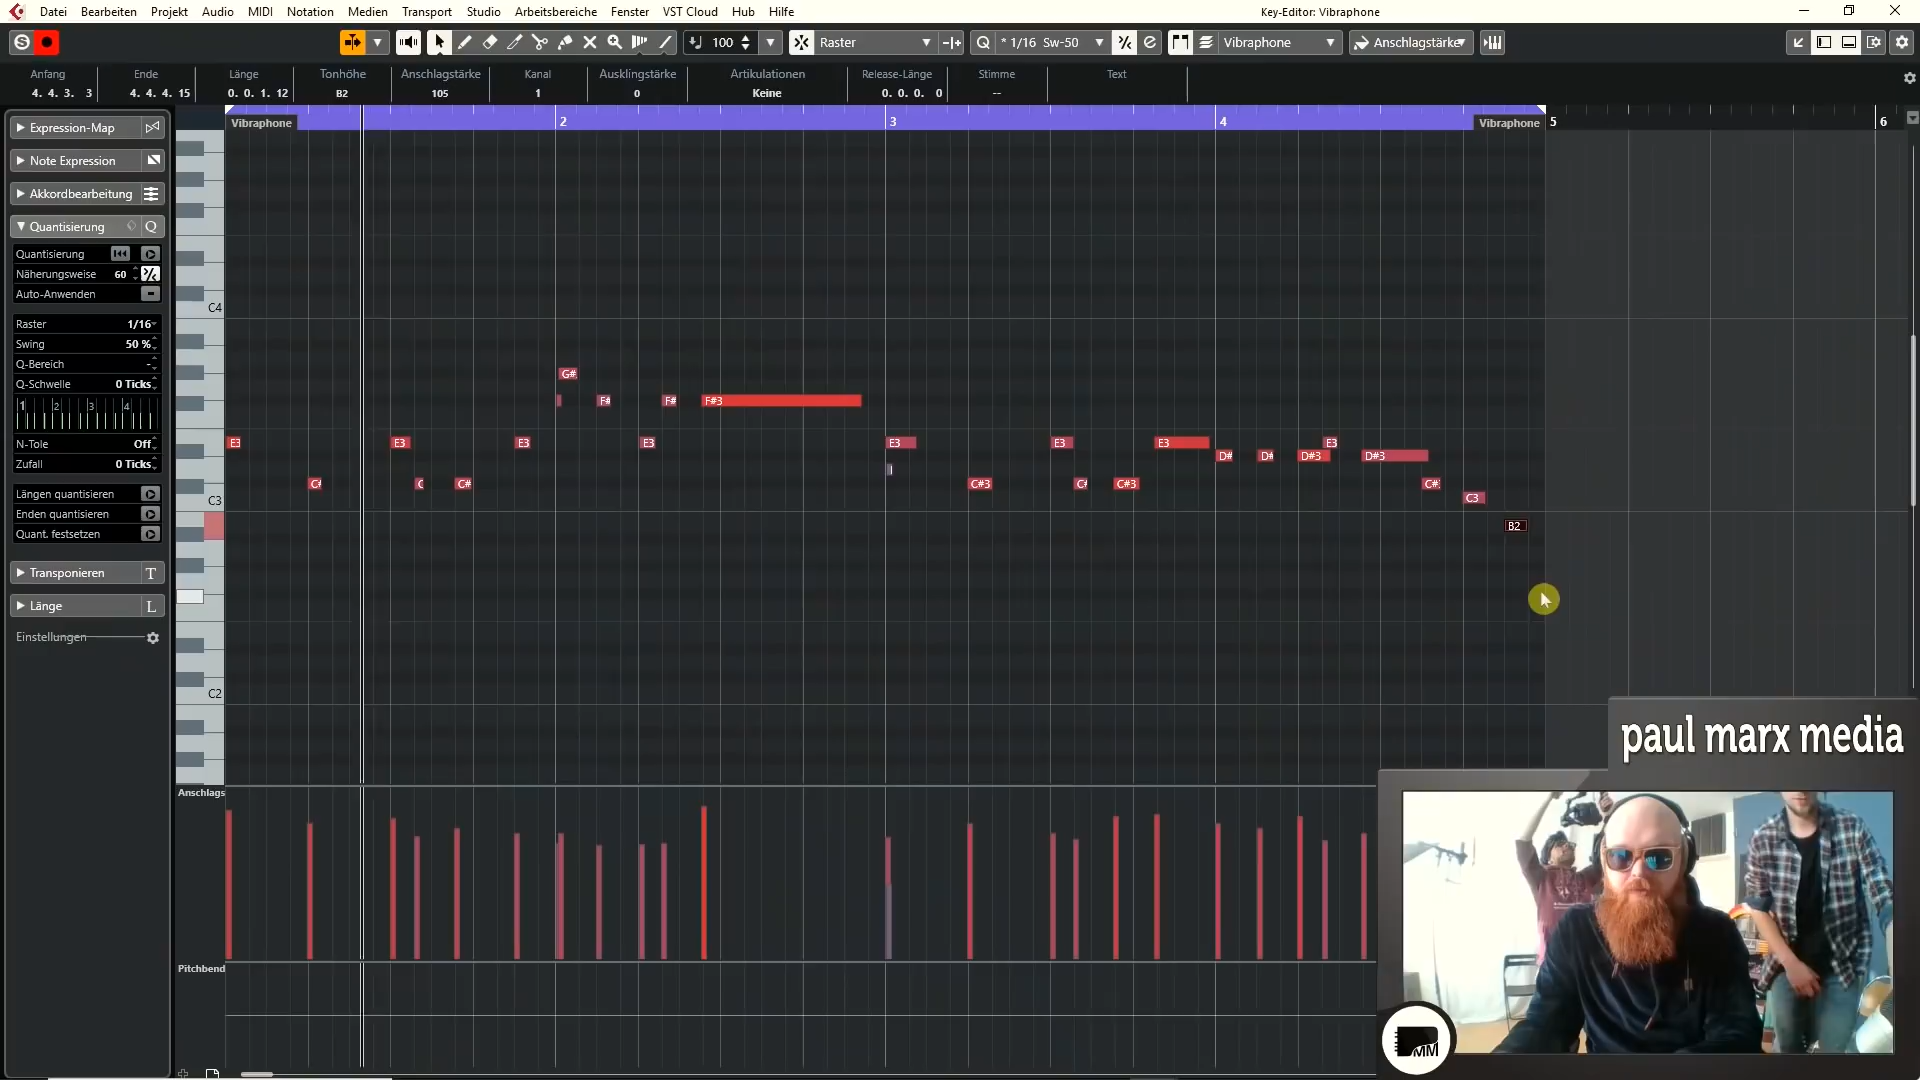 Datei Bearbeiten Projekt Audio MIDI Notation Medien Transport Studio Arbeitsbereiche Fenster VST Cloud Hub Hilfe Key-Editor: Vibraphone
S 100 Raster Q * 1/16 Sw-50 Vibraphone Anschlagstärke
Anfang Ende Länge Tonhöhe Anschlagstärke Kanal Ausklingstärke Artikulationen Release-Länge Stimme Text
4. 4. 3. 3 4. 4. 4. 15 0. 0. 1. 12 B2 105 1 0 Keine 0. 0. 0. 0 --
Vibraphone 2 3 4 Vibraphone 5 6
Expression-Map
Note Expression
Akkordbearbeitung
Quantisierung Q
Quantisierung
Näherungsweise 60
Auto-Anwenden
Raster 1/16
Swing 50 %
Q-Bereich -
Q-Schwelle 0 Ticks
1 2 3 4
N-Tole Off
Zufall 0 Ticks
Längen quantisieren
Enden quantisieren
Quant. festsetzen
Transponieren T
Länge L
Einstellungen
C4
C3
C2
G#
F# F# F#3
E3 E3 E3 E3 E3 E3 E3 E3
D# D# D#3 D#3
C# C C# C#3 C# C#3 C#
C3
B2
Anschlags
Pitchbend
paul marx media
MM